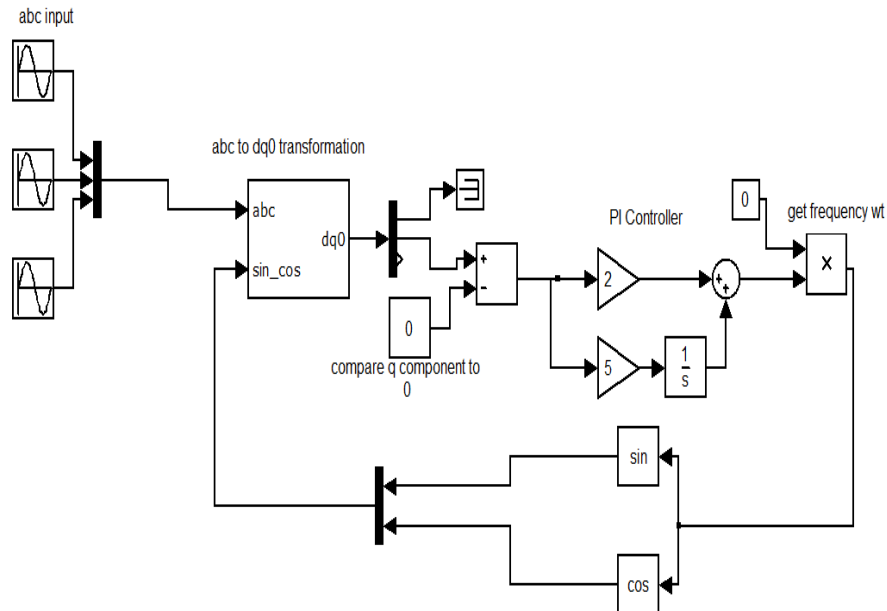 abc input
abc to dq0 transformation
abc
sin_cos
dq0
+
-
0
compare q component to
0
PI Controller
2
5
1
s
+
+
0
get frequency wt
×
sin
cos